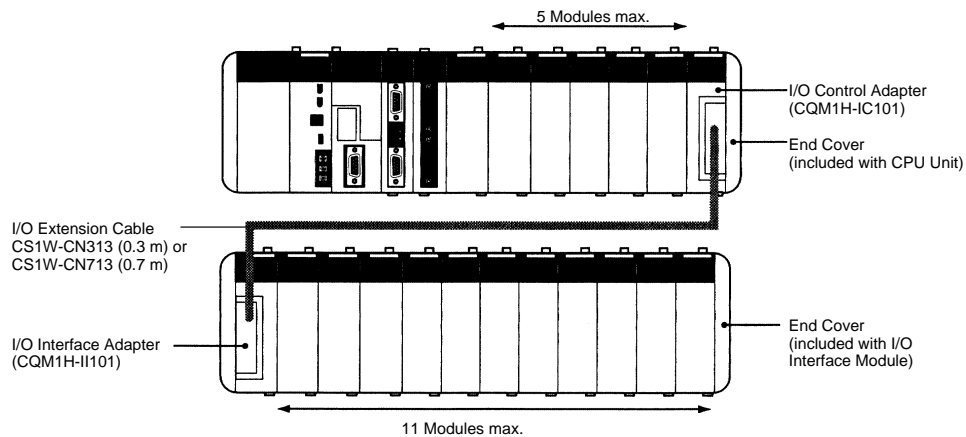 5 Modules max.
I/O Control Adapter
(CQM1H-IC101)
End Cover
(included with CPU Unit)
I/O Extension Cable
CS1W-CN313 (0.3 m) or
CS1W-CN713 (0.7 m)
I/O Interface Adapter
(CQM1H-II101)
End Cover
(included with I/O
Interface Module)
11 Modules max.